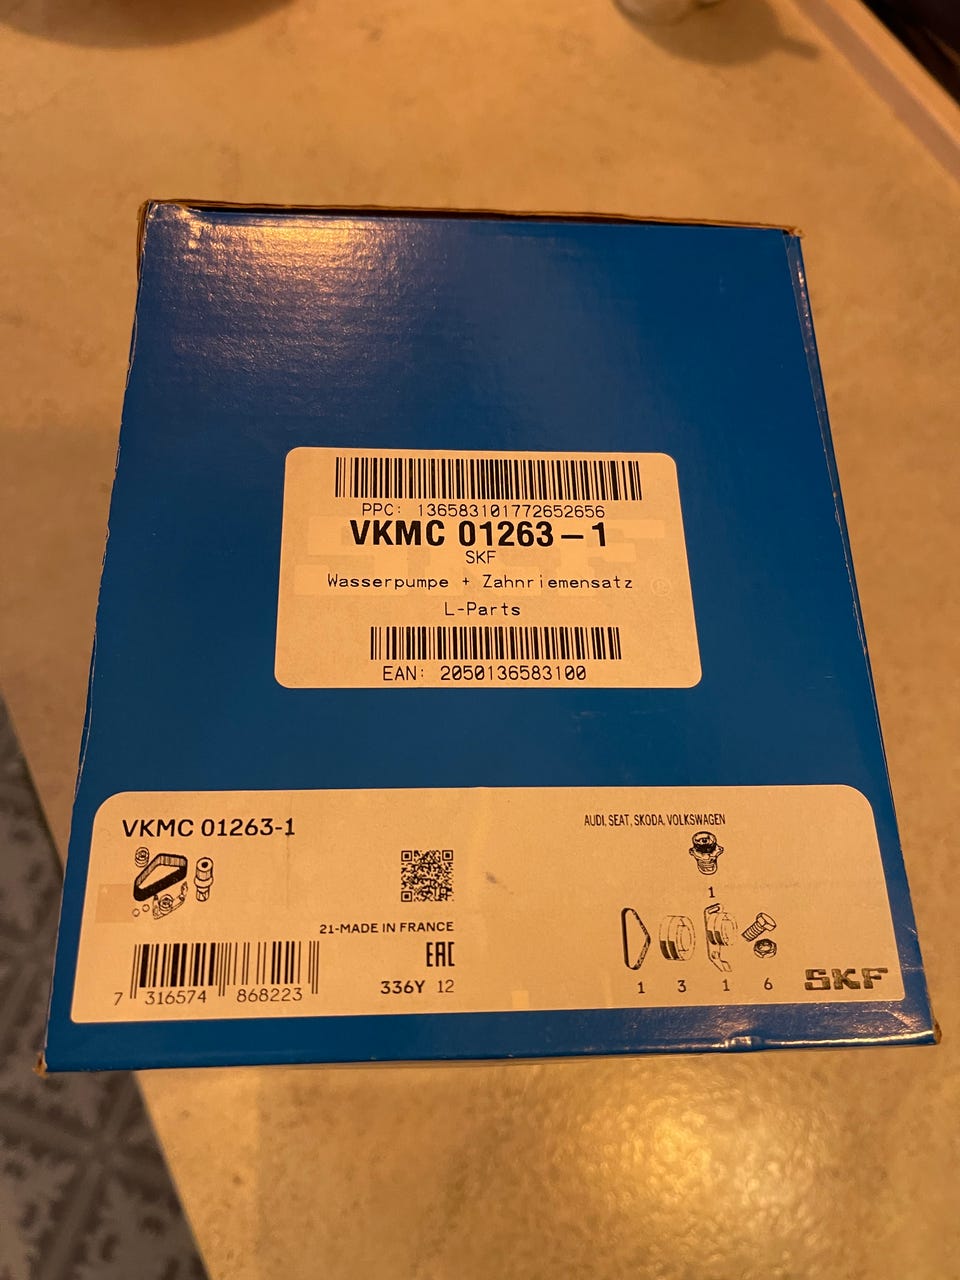 PPC: 136583101772652656
VKMC 01263-1
SKF
Wasserpumpe + Zahnriemensatz
L-Parts
EAN: 2050136583100
VKMC 01263-1
21-MADE IN FRANCE
EAC
336Y 12
7 316574 868223
AUDI, SEAT, SKODA, VOLKSWAGEN
1
1 3 1 6
SKF